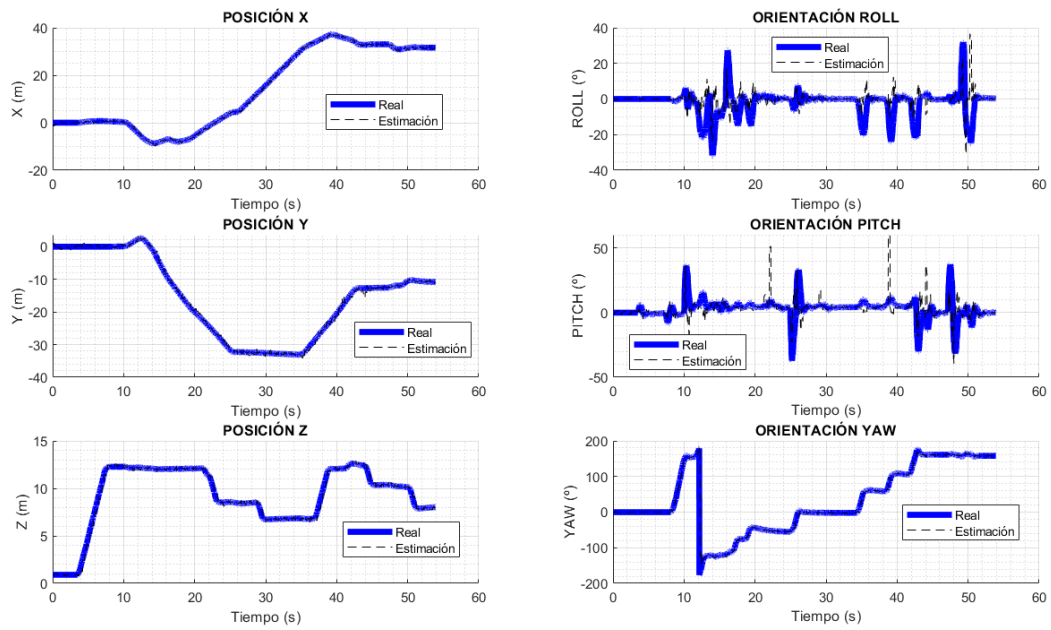 POSICIÓN X
40
20
0
-20
X (m)
Real
Estimación
0 10 20 30 40 50 60
Tiempo (s)
ORIENTACIÓN ROLL
40
20
0
-20
-40
ROLL (º)
Real
Estimación
0 10 20 30 40 50 60
Tiempo (s)
POSICIÓN Y
0
-10
-20
-30
-40
Y (m)
Real
Estimación
0 10 20 30 40 50 60
Tiempo (s)
ORIENTACIÓN PITCH
50
0
-50
PITCH (º)
Real
Estimación
0 10 20 30 40 50 60
Tiempo (s)
POSICIÓN Z
15
10
5
0
Z (m)
Real
Estimación
0 10 20 30 40 50 60
Tiempo (s)
ORIENTACIÓN YAW
200
100
0
-100
-200
YAW (º)
Real
Estimación
0 10 20 30 40 50 60
Tiempo (s)